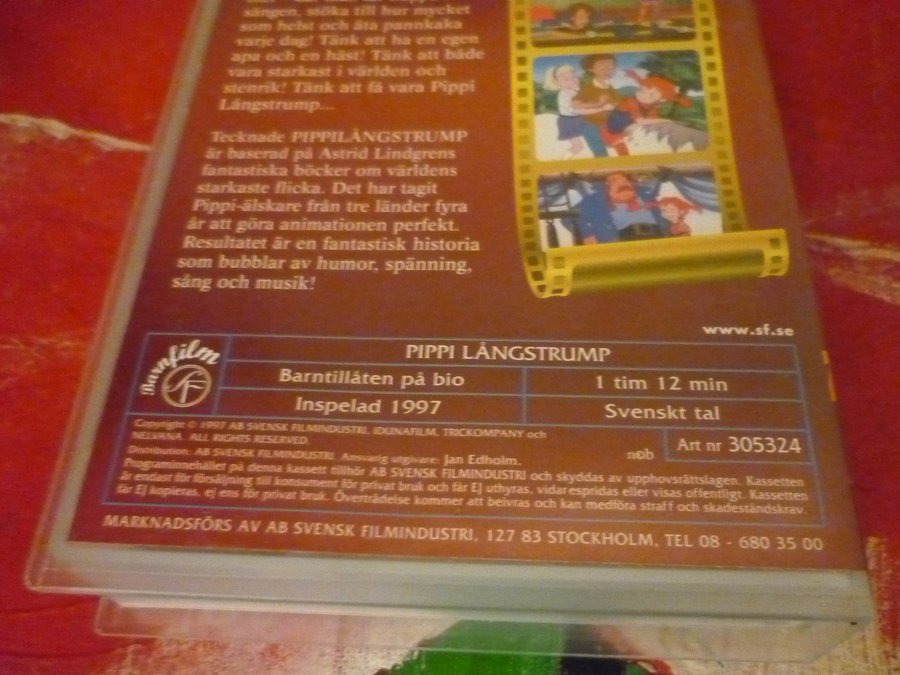 sängen, stöka till hur mycket
som helst och äta pannkaka
varje dag! Tänk att ha en egen
apa och en häst! Tänk att både
vara starkast i världen och
stenrik! Tänk att få vara Pippi
Långstrump...
Tecknade PIPPILÅNGSTRUMP
är baserad på Astrid Lindgrens
fantastiska böcker om världens
starkaste flicka. Det har tagit
Pippi-älskare från tre länder fyra
år att göra animationen perfekt.
Resultatet är en fantastisk historia
som bubblar av humor, spänning,
sång och musik!
www.sf.se
Barnfilm
SF
PIPPI LÅNGSTRUMP
Barntillåten på bio
1 tim 12 min
Inspelad 1997
Svenskt tal
Copyright © 1997 AB SVENSK FILMINDUSTRI, IDUNAFILM, TRICKOMPANY och
NELVANA. ALL RIGHTS RESERVED.
Distribution: AB SVENSK FILMINDUSTRI. Ansvarig utgivare: Jan Edholm.
nob
Art nr 305324
Programinnehållet på denna kassett tillhör AB SVENSK FILMINDUSTRI och skyddas av upphovsrättslagen. Kassetten
är endast för försäljning till konsument för privat bruk och får EJ uthyras, vidarespridas eller visas offentligt. Kassetten
får EJ kopieras, ej ens för privat bruk. Överträdelse kommer att beivras och kan medföra straff och skadeståndskrav.
MARKNADSFÖRS AV AB SVENSK FILMINDUSTRI, 127 83 STOCKHOLM, TEL 08 - 680 35 00